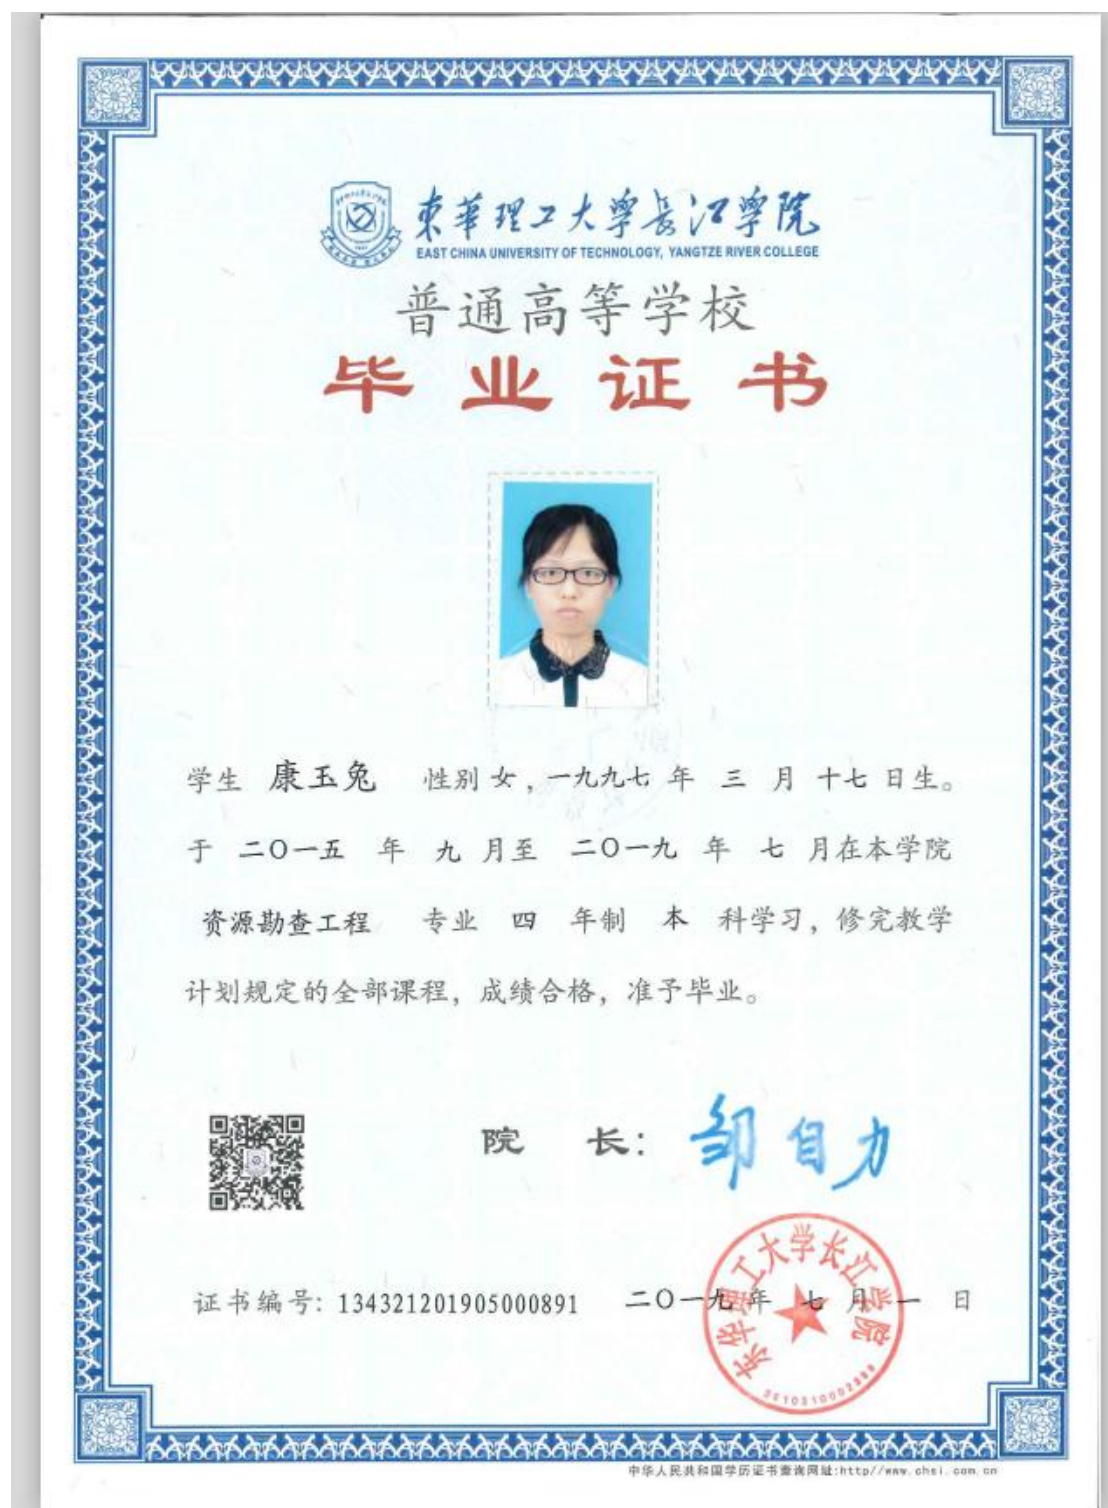 東華理工大學長江學院
EAST CHINA UNIVERSITY OF TECHNOLOGY, YANGTZE RIVER COLLEGE
普通高等学校
毕业证书
学生 康玉兔 性别 女，一九九七 年 三 月 十七 日生。
于 二〇一五 年 九 月至 二〇一九 年 七 月在本学院
资源勘查工程 专业 四 年制 本 科学习，修完教学
计划规定的全部课程，成绩合格，准予毕业。
院 长：邹自力
证书编号：134321201905000891 二〇一九 年 七 月 一 日
东华理工大学长江学院
中华人民共和国学历证书查询网址:http//www.chsi.com.cn